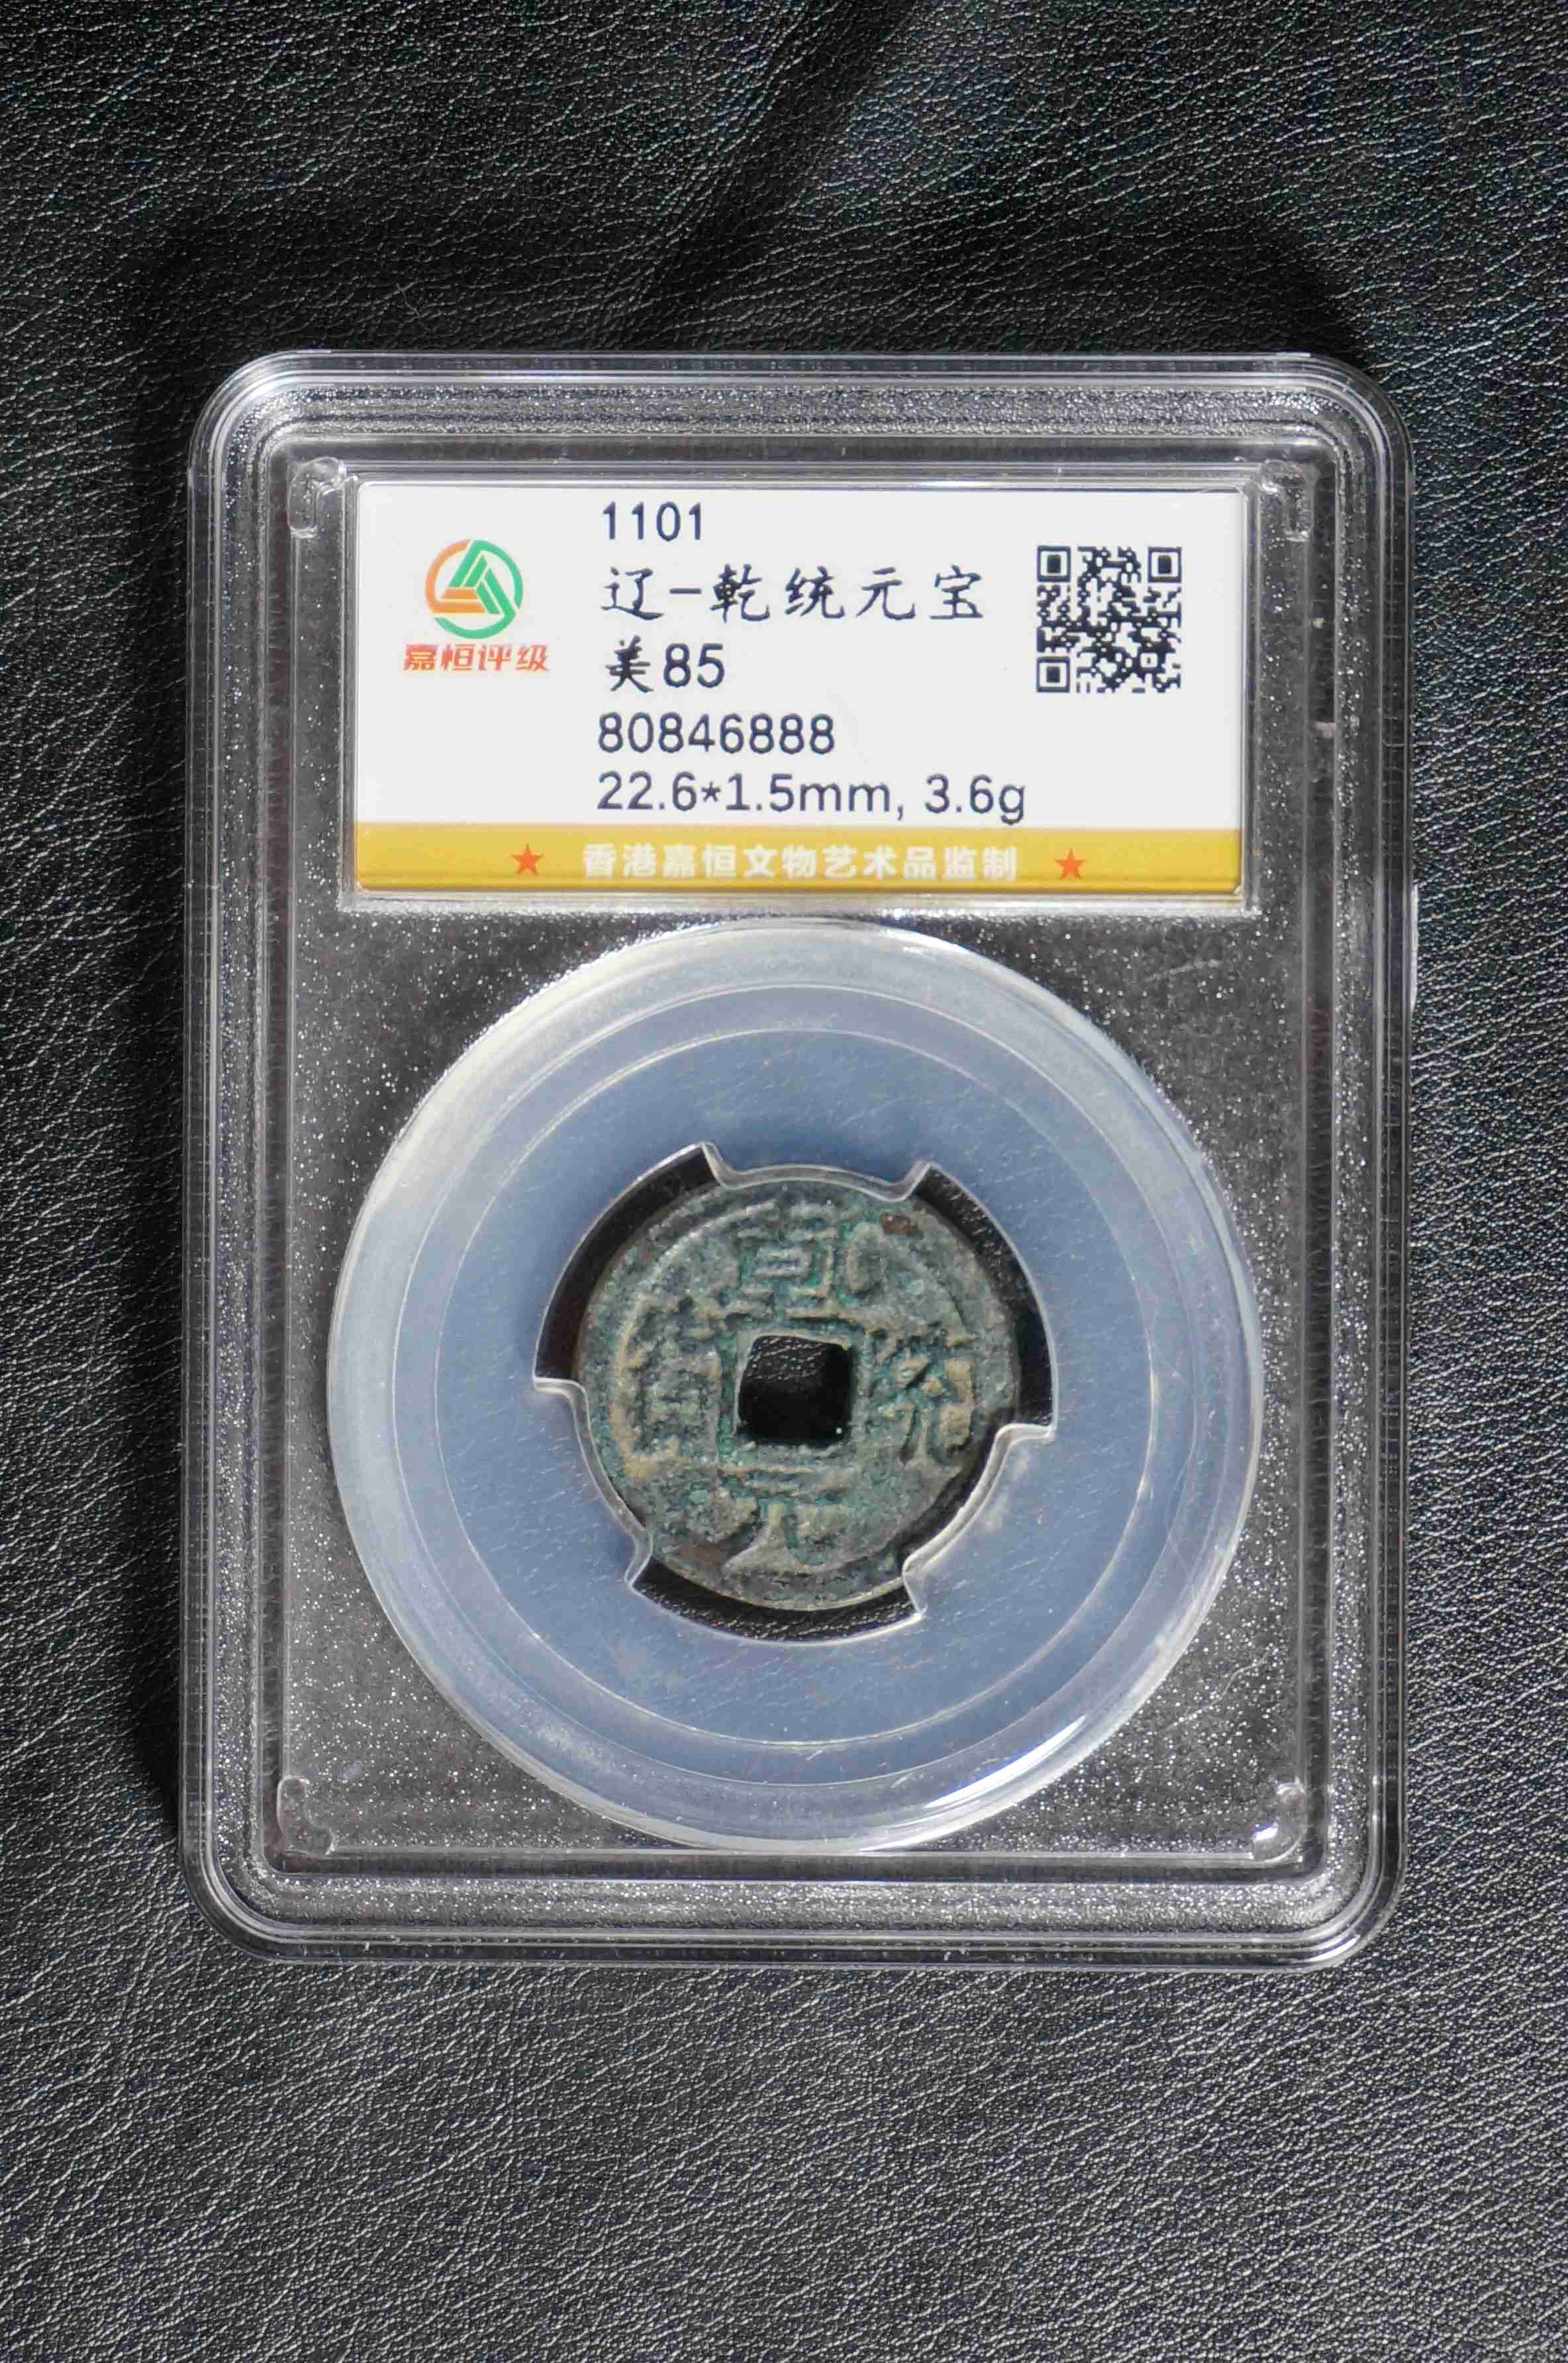 1101
辽-乾统元宝
美85
80846888
22.6*1.5mm, 3.6g
嘉恒评级
★ 香港嘉恒文物艺术品监制 ★
乾
統
元
寶